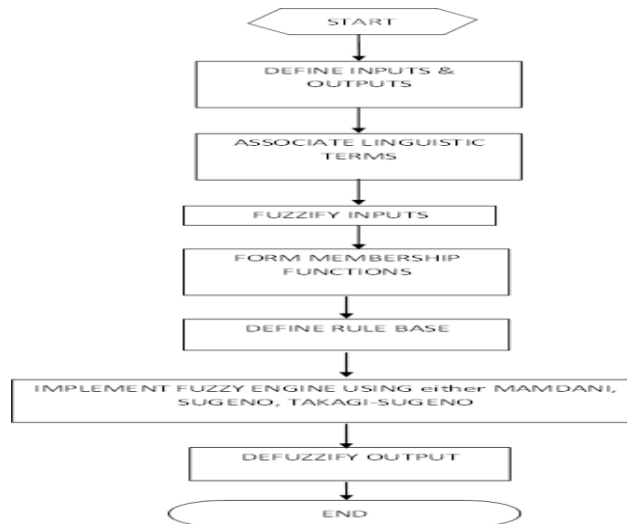 START
DEFINE INPUTS &
OUTPUTS
ASSOCIATE LINGUISTIC
TERMS
FUZZIFY INPUTS
FORM MEMBERSHIP
FUNCTIONS
DEFINE RULE BASE
IMPLEMENT FUZZY ENGINE USING either MAMDANI,
SUGENO, TAKAGI-SUGENO
DEFUZZIFY OUTPUT
END